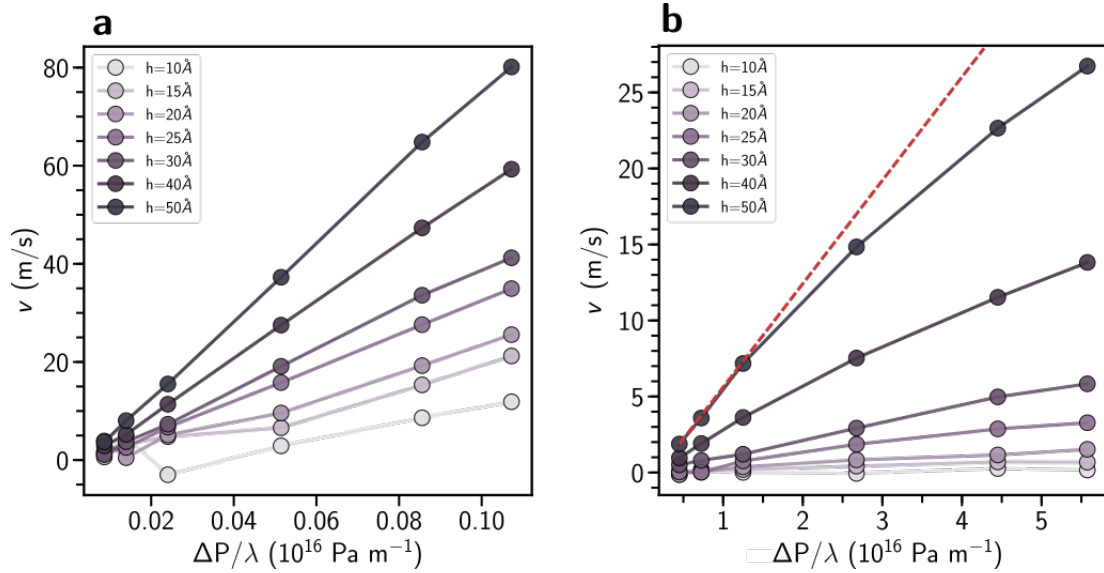 a
80
60
40
20
0
v (m/s)
h=10Å
h=15Å
h=20Å
h=25Å
h=30Å
h=40Å
h=50Å
0.02 0.04 0.06 0.08 0.10
ΔP/λ (10¹⁶ Pa m⁻¹)
b
25
20
15
10
5
0
v (m/s)
h=10Å
h=15Å
h=20Å
h=25Å
h=30Å
h=40Å
h=50Å
1 2 3 4 5
ΔP/λ (10¹⁶ Pa m⁻¹)